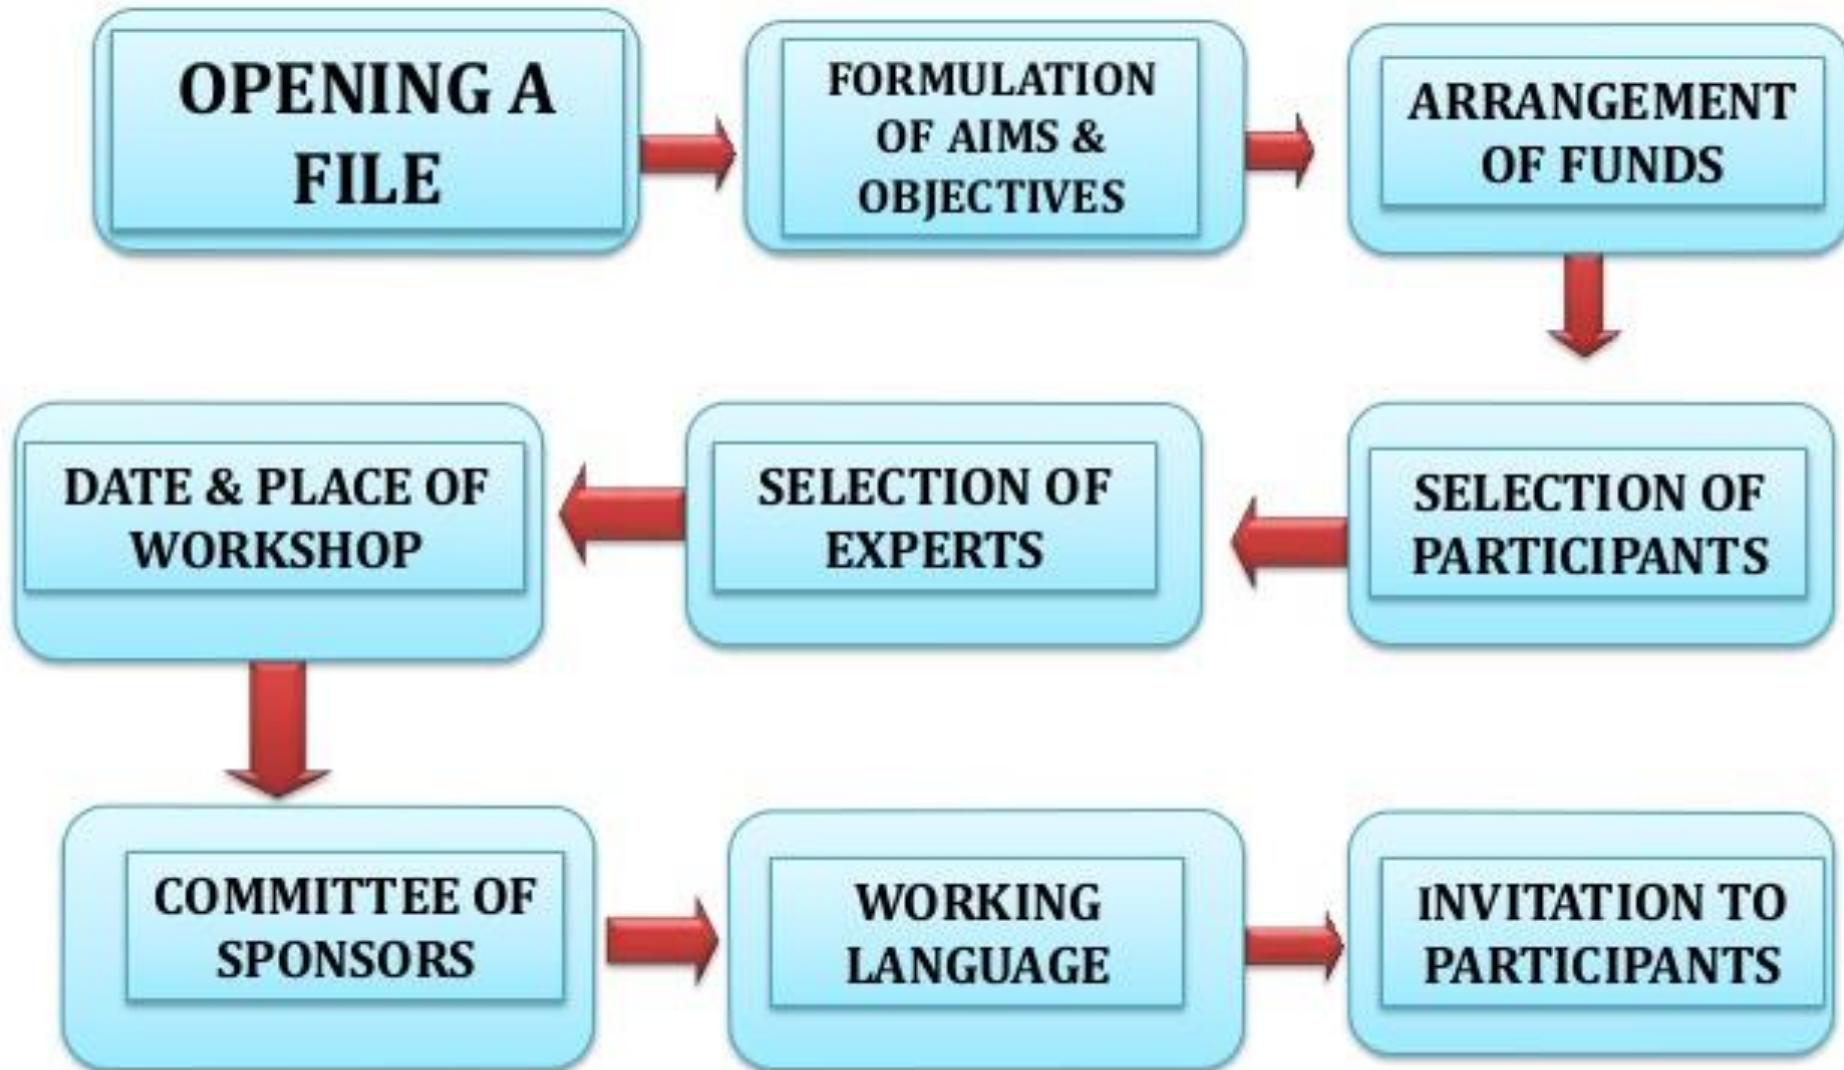 OPENING A
FILE
FORMULATION
OF AIMS &
OBJECTIVES
ARRANGEMENT
OF FUNDS
SELECTION OF
PARTICIPANTS
SELECTION OF
EXPERTS
DATE & PLACE OF
WORKSHOP
COMMITTEE OF
SPONSORS
WORKING
LANGUAGE
INVITATION TO
PARTICIPANTS